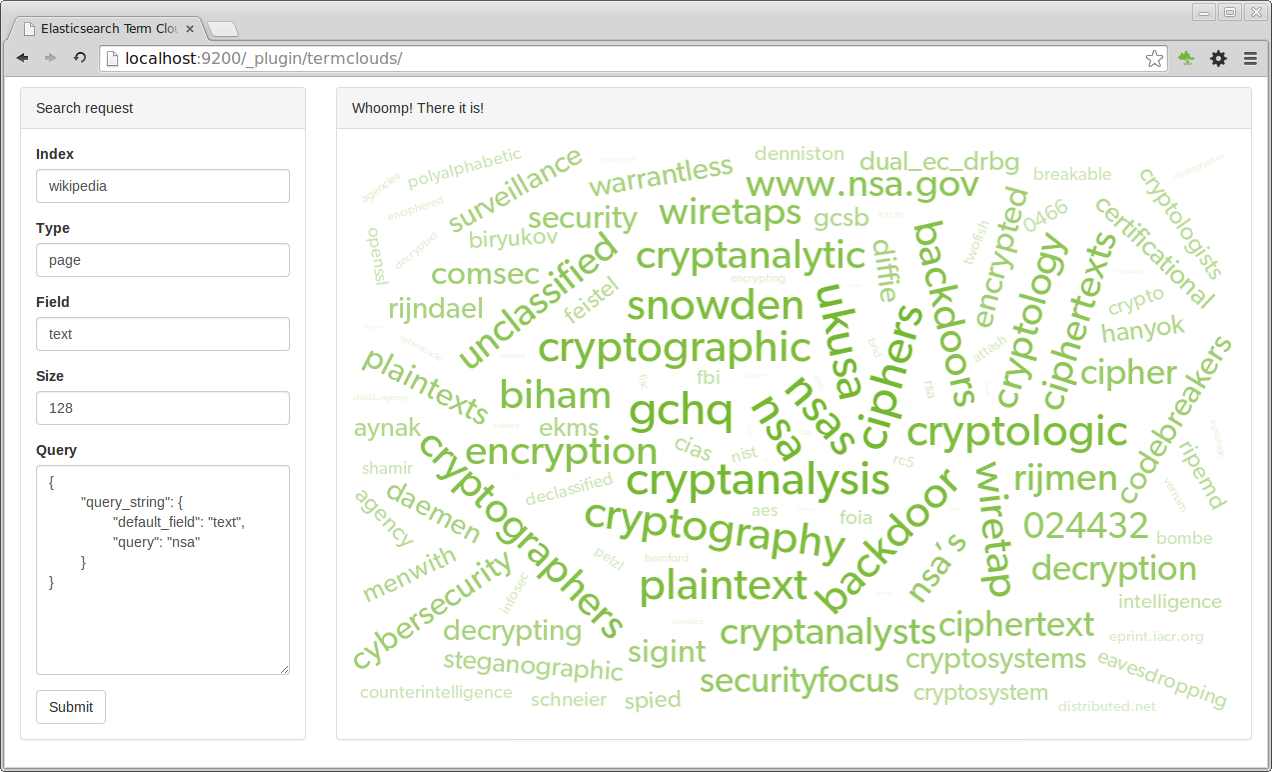 Elasticsearch Term Clou
localhost:9200/_plugin/termclouds/
Search request
Index
wikipedia
Type
page
Field
text
Size
128
Query
{
"query_string": {
"default_field": "text",
"query": "nsa"
}
}
Submit
Whoomp! There it is!
polyalphabetic
surveillance
warrantless
denniston
dual_ec_drbg
breakable
agencies
enciphered
www.nsa.gov
cryptologists
security
wiretaps
gcsb
encrypted
0466
certificational
openssl
decrypted
biryukov
cryptanalytic
diffie
backdoors
twofish
cryptology
ciphertexts
comsec
unclassified
encrypting
rijndael
feistel
snowden
ukusa
ciphers
crypto
hanyok
cryptographic
attash
plaintexts
biham
fbi
nsas
rsa
cipher
codebreakers
gchq
nsa
cryptologic
aynak
ekms
encryption
cias
nist
rc5
shamir
cryptographers
cryptanalysis
wiretap
rijmen
ripemd
agency
daemen
declassified
backdoor
vernam
cryptography
aes
foia
024432
bombe
menwith
pelzl
bamford
nsa's
decryption
cybersecurity
infosec
plaintext
intelligence
decrypting
cryptanalysts
ciphertext
eprint.iacr.org
steganographic
sigint
cryptosystems
eavesdropping
counterintelligence
schneier
spied
securityfocus
cryptosystem
distributed.net